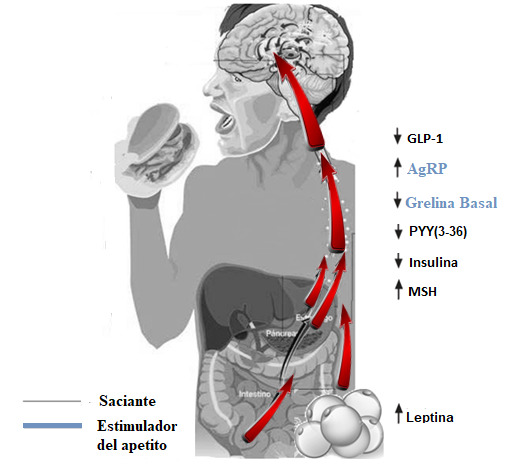 GLP-1
AgRP
Grelina Basal
PYY(3-36)
Insulina
MSH
Páncreas
Intestino
Leptina
Saciante
Estimulador
del apetito